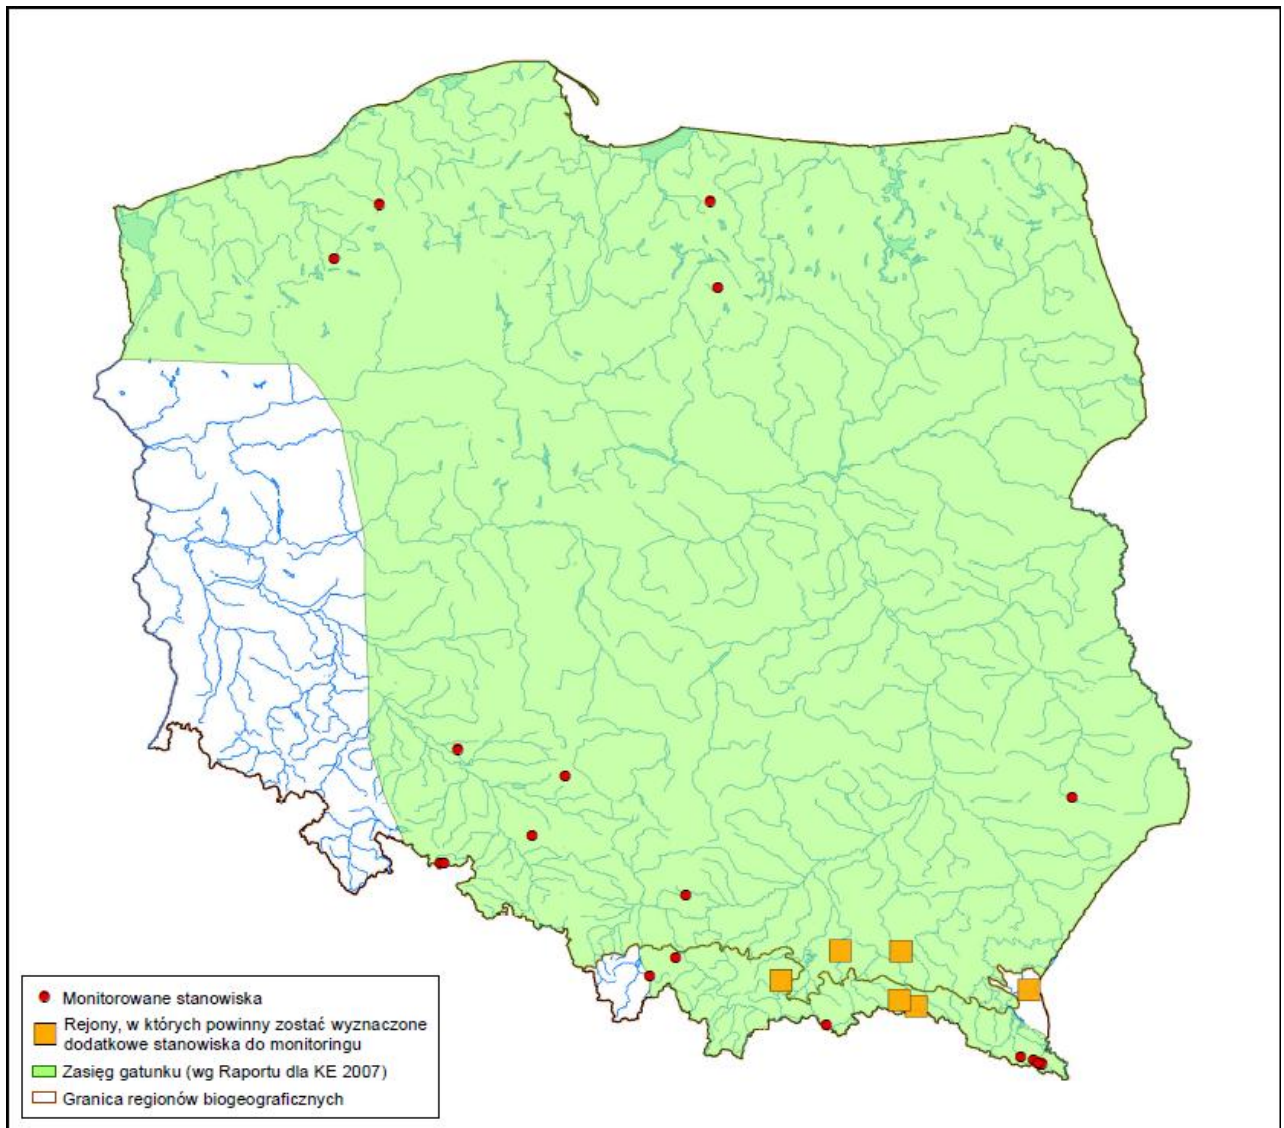 Monitorowane stanowiska
Rejony, w których powinny zostać wyznaczone
dodatkowe stanowiska do monitoringu
Zasięg gatunku (wg Raportu dla KE 2007)
Granica regionów biogeograficznych